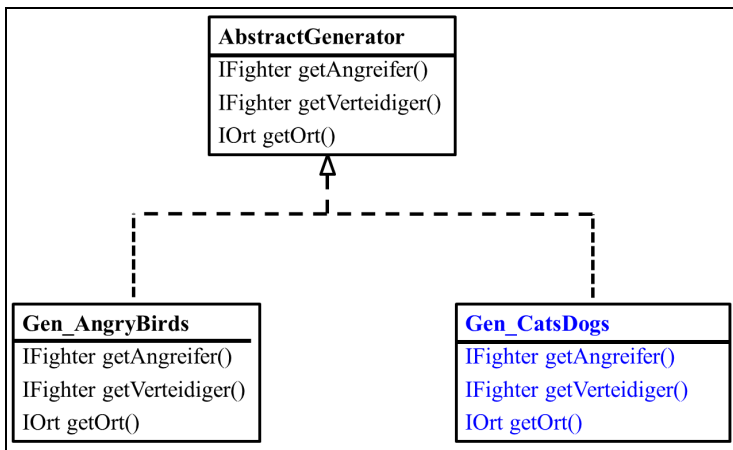 AbstractGenerator
IFighter getAngreifer()
IFighter getVerteidiger()
IOrt getOrt()
Gen_AngryBirds
IFighter getAngreifer()
IFighter getVerteidiger()
IOrt getOrt()
Gen_CatsDogs
IFighter getAngreifer()
IFighter getVerteidiger()
IOrt getOrt()